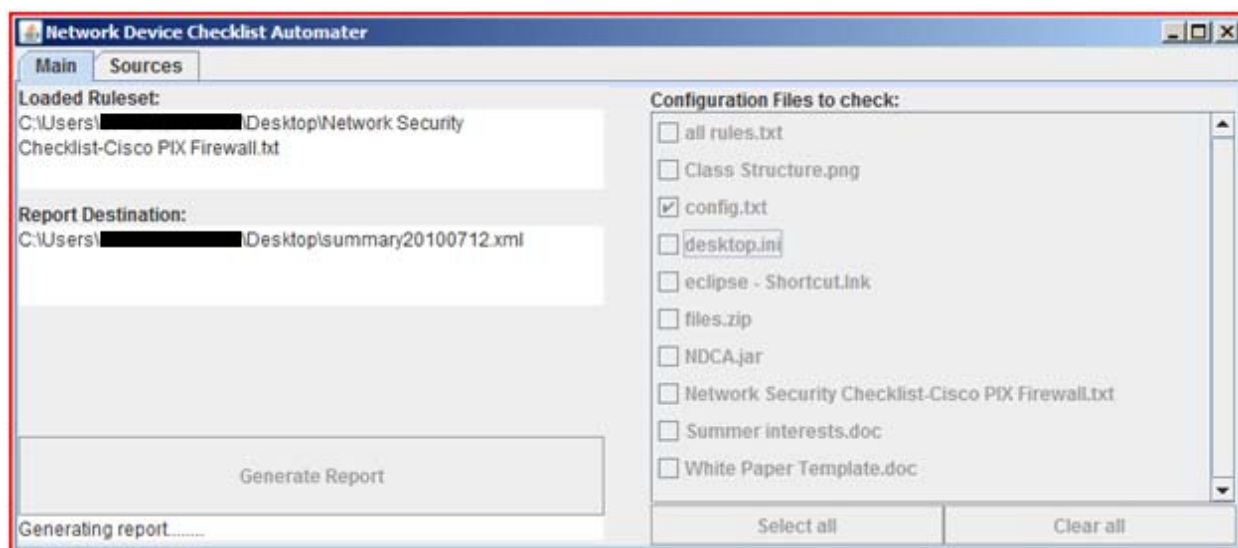 Network Device Checklist Automater
Main Sources
Loaded Ruleset:
C:\Users\ \Desktop\Network Security
Checklist-Cisco PIX Firewall.txt
Report Destination:
C:\Users\ \Desktop\summary20100712.xml
Generate Report
Generating report........
Configuration Files to check:
all rules.txt
Class Structure.png
config.txt
desktop.ini
eclipse - Shortcut.lnk
files.zip
NDCA.jar
Network Security Checklist-Cisco PIX Firewall.txt
Summer interests.doc
White Paper Template.doc
Select all Clear all